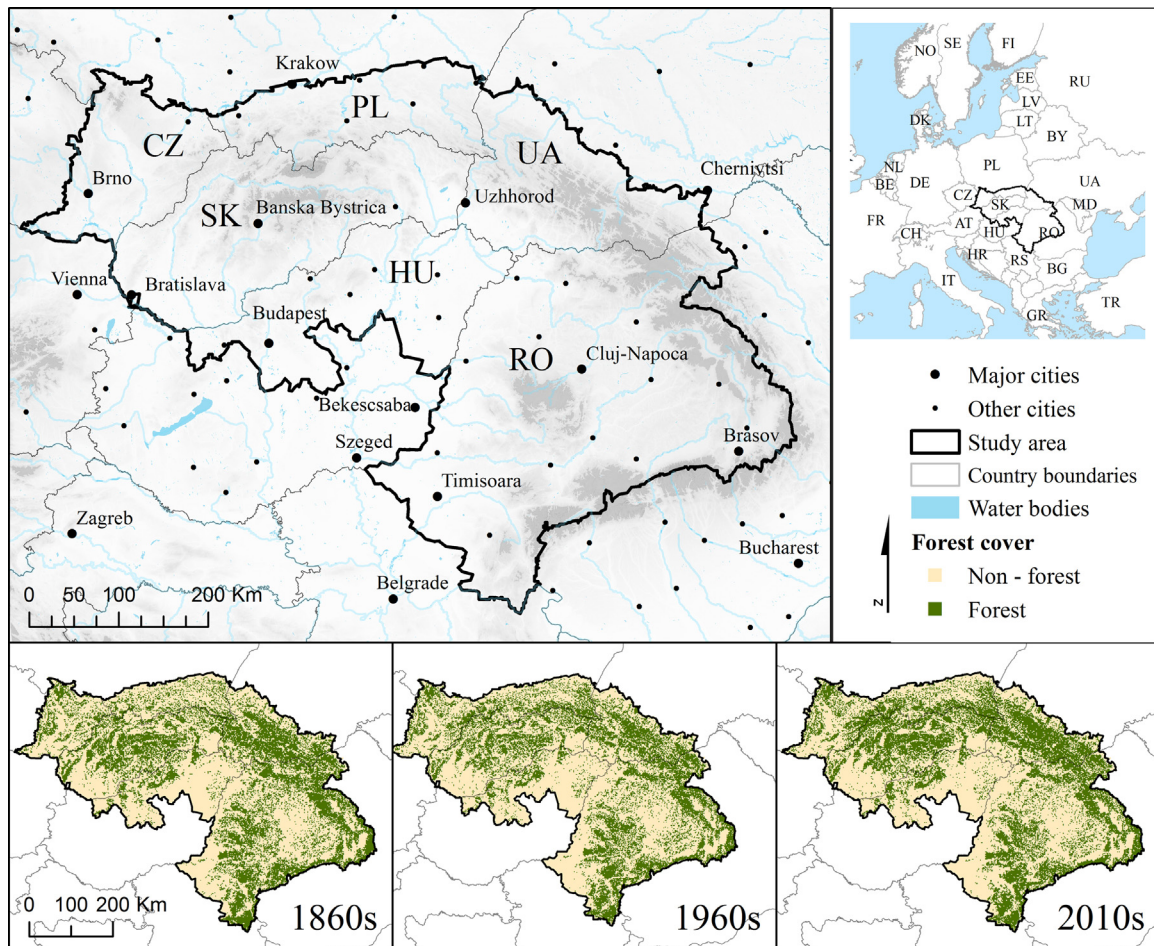 Krakow
PL
CZ
UA
Chernivtsi
Brno
Uzhhorod
SK
Banska Bystrica
HU
Vienna
Bratislava
Budapest
RO
Cluj-Napoca
Bekescsaba
Szeged
Brasov
Timisoara
Zagreb
Bucharest
Belgrade
0 50 100 200 Km
NO
SE
FI
EE
RU
LV
DK
LT
BY
NL
PL
BE
DE
CZ
UA
SK
MD
FR
AT
HU
RO
CH
HR
RS
IT
BG
TR
GR
Major cities
Other cities
Study area
Country boundaries
Water bodies
Forest cover
Non - forest
Forest
N
0 100 200 Km
1860s
1960s
2010s